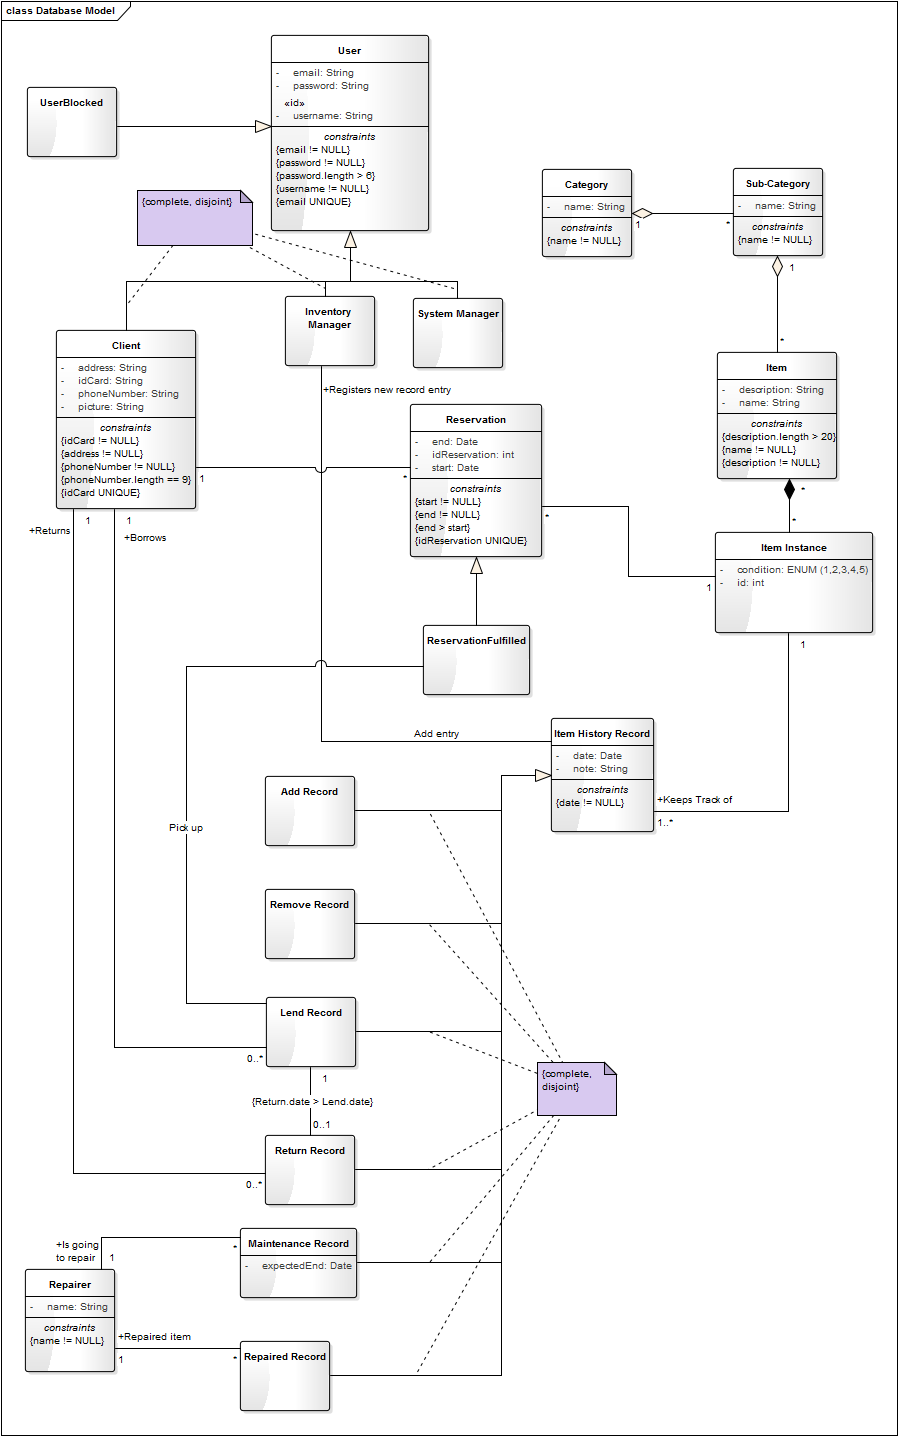 class Database Model
User
- email: String
- password: String
«id»
- username: String
constraints
{email != NULL}
{password != NULL}
{password.length > 6}
{username != NULL}
{email UNIQUE}
UserBlocked
{complete, disjoint}
Category
- name: String
constraints
{name != NULL}
1
*
Sub-Category
- name: String
constraints
{name != NULL}
1
*
Inventory
Manager
System Manager
Client
- address: String
- idCard: String
- phoneNumber: String
- picture: String
constraints
{idCard != NULL}
{address != NULL}
{phoneNumber != NULL}
{phoneNumber.length == 9}
{idCard UNIQUE}
Item
- description: String
- name: String
constraints
{description.length > 20}
{name != NULL}
{description != NULL}
*
*
+Registers new record entry
Reservation
- end: Date
- idReservation: int
- start: Date
constraints
{start != NULL}
{end != NULL}
{end > start}
{idReservation UNIQUE}
1
*
*
1
+Returns
1
1
+Borrows
Item Instance
- condition: ENUM (1,2,3,4,5)
- id: int
1
ReservationFulfilled
Add entry
Item History Record
- date: Date
- note: String
constraints
{date != NULL}
+Keeps Track of
1..*
Add Record
Pick up
Remove Record
Lend Record
0..*
1
{Return.date > Lend.date}
0..1
{complete,
disjoint}
Return Record
0..*
Maintenance Record
- expectedEnd: Date
+Is going
to repair
1
*
Repairer
- name: String
constraints
{name != NULL}
+Repaired item
1
*
Repaired Record